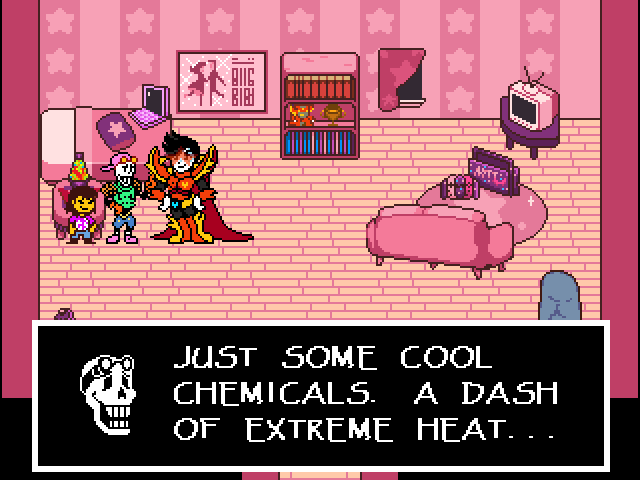 JUST SOME COOL
CHEMICALS. A DASH
OF EXTREME HEAT...